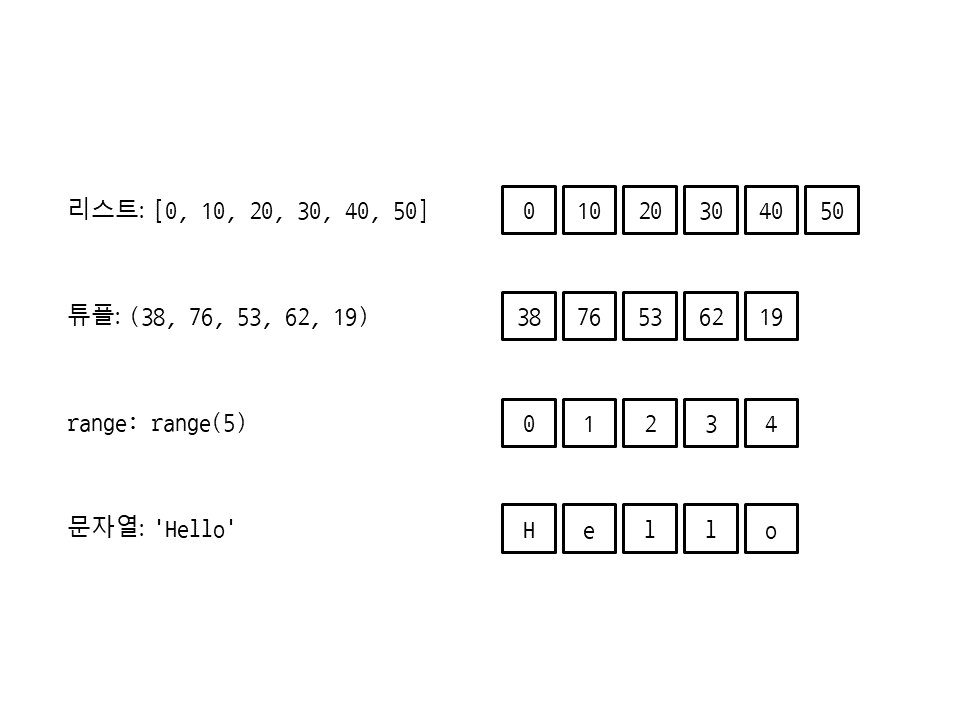 리스트: [0, 10, 20, 30, 40, 50] 0 10 20 30 40 50
튜플: (38, 76, 53, 62, 19) 38 76 53 62 19
range: range(5) 0 1 2 3 4
문자열: 'Hello' H e l l o